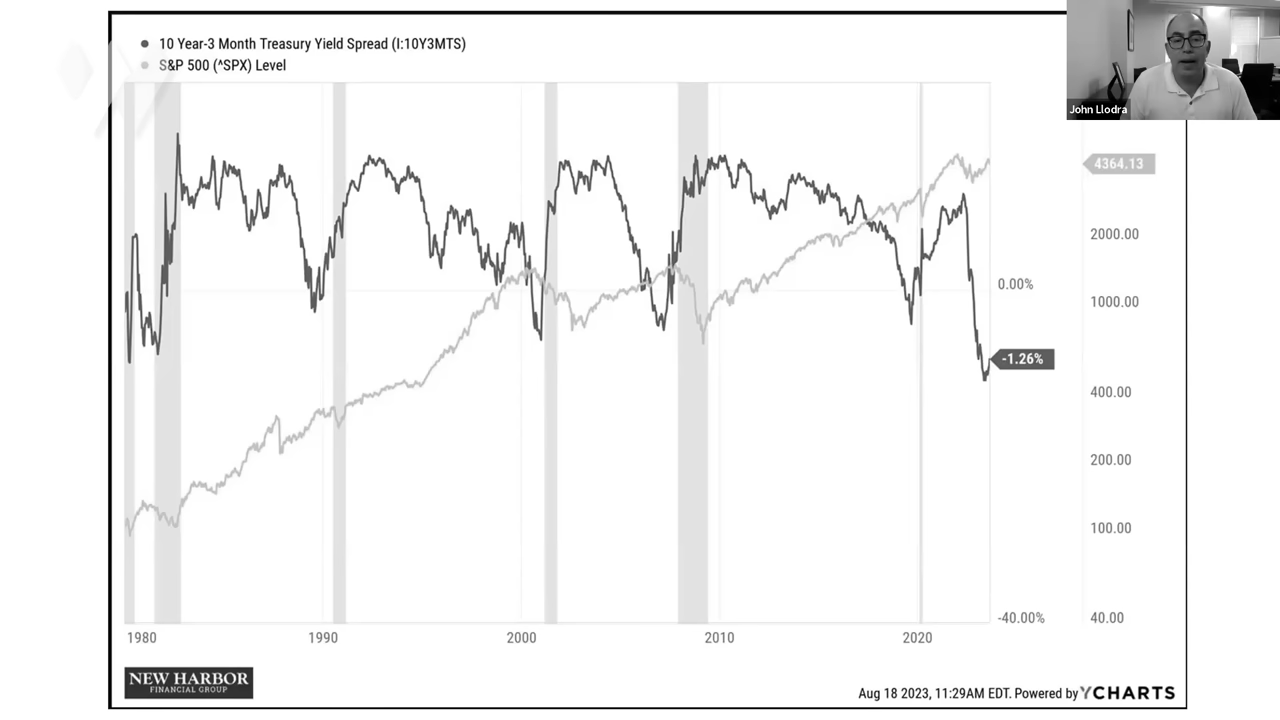 10 Year-3 Month Treasury Yield Spread (I:10Y3MTS)
S&P 500 (^SPX) Level
John Llodra
4364.13
2000.00
0.00%
1000.00
-1.26%
400.00
200.00
100.00
-40.00%
40.00
1980
1990
2000
2010
2020
NEW HARBOR
FINANCIAL GROUP
Aug 18 2023, 11:29AM EDT. Powered by YCHARTS